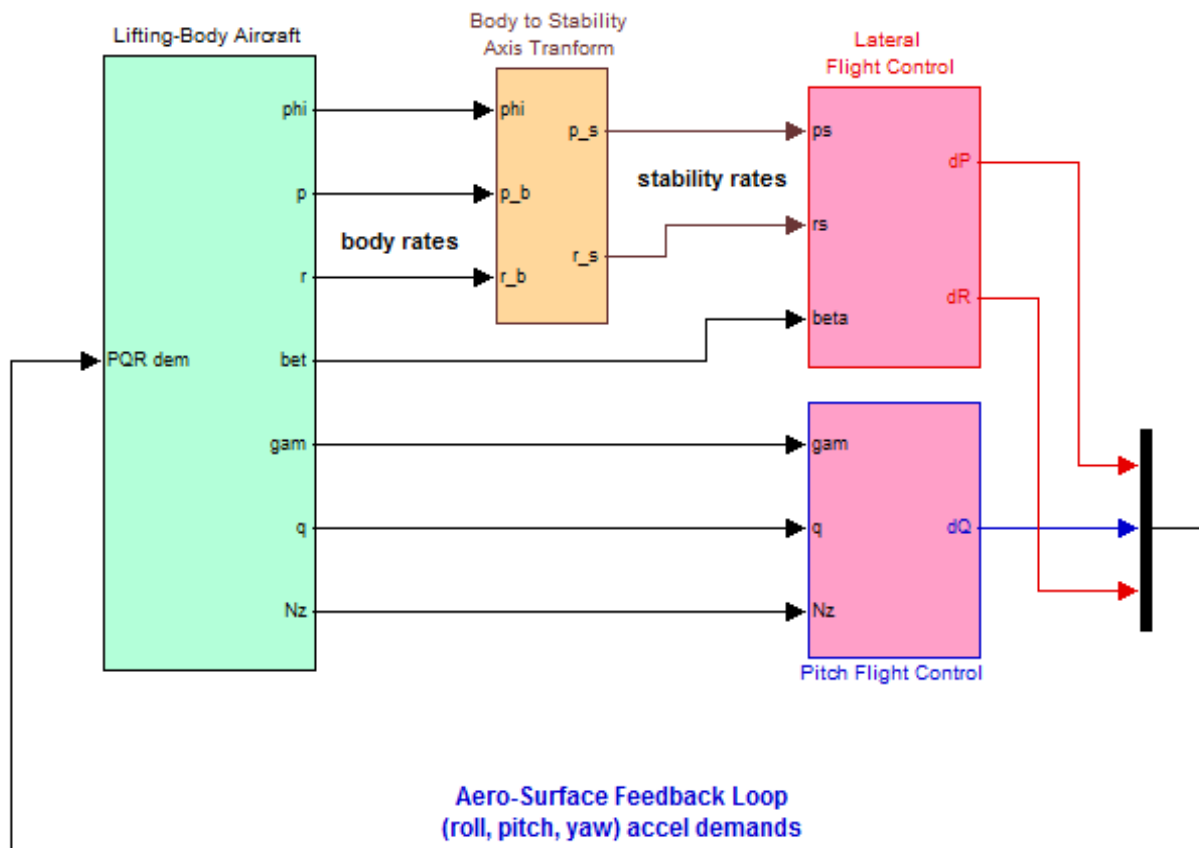 Lifting-Body Aircraft
Body to Stability
Axis Tranform
Lateral
Flight Control
phi
p
r
bet
gam
q
Nz
PQR dem
phi
p_b
r_b
p_s
r_s
body rates
stability rates
ps
rs
beta
dP
dR
gam
q
Nz
dQ
Pitch Flight Control
Aero-Surface Feedback Loop
(roll, pitch, yaw) accel demands